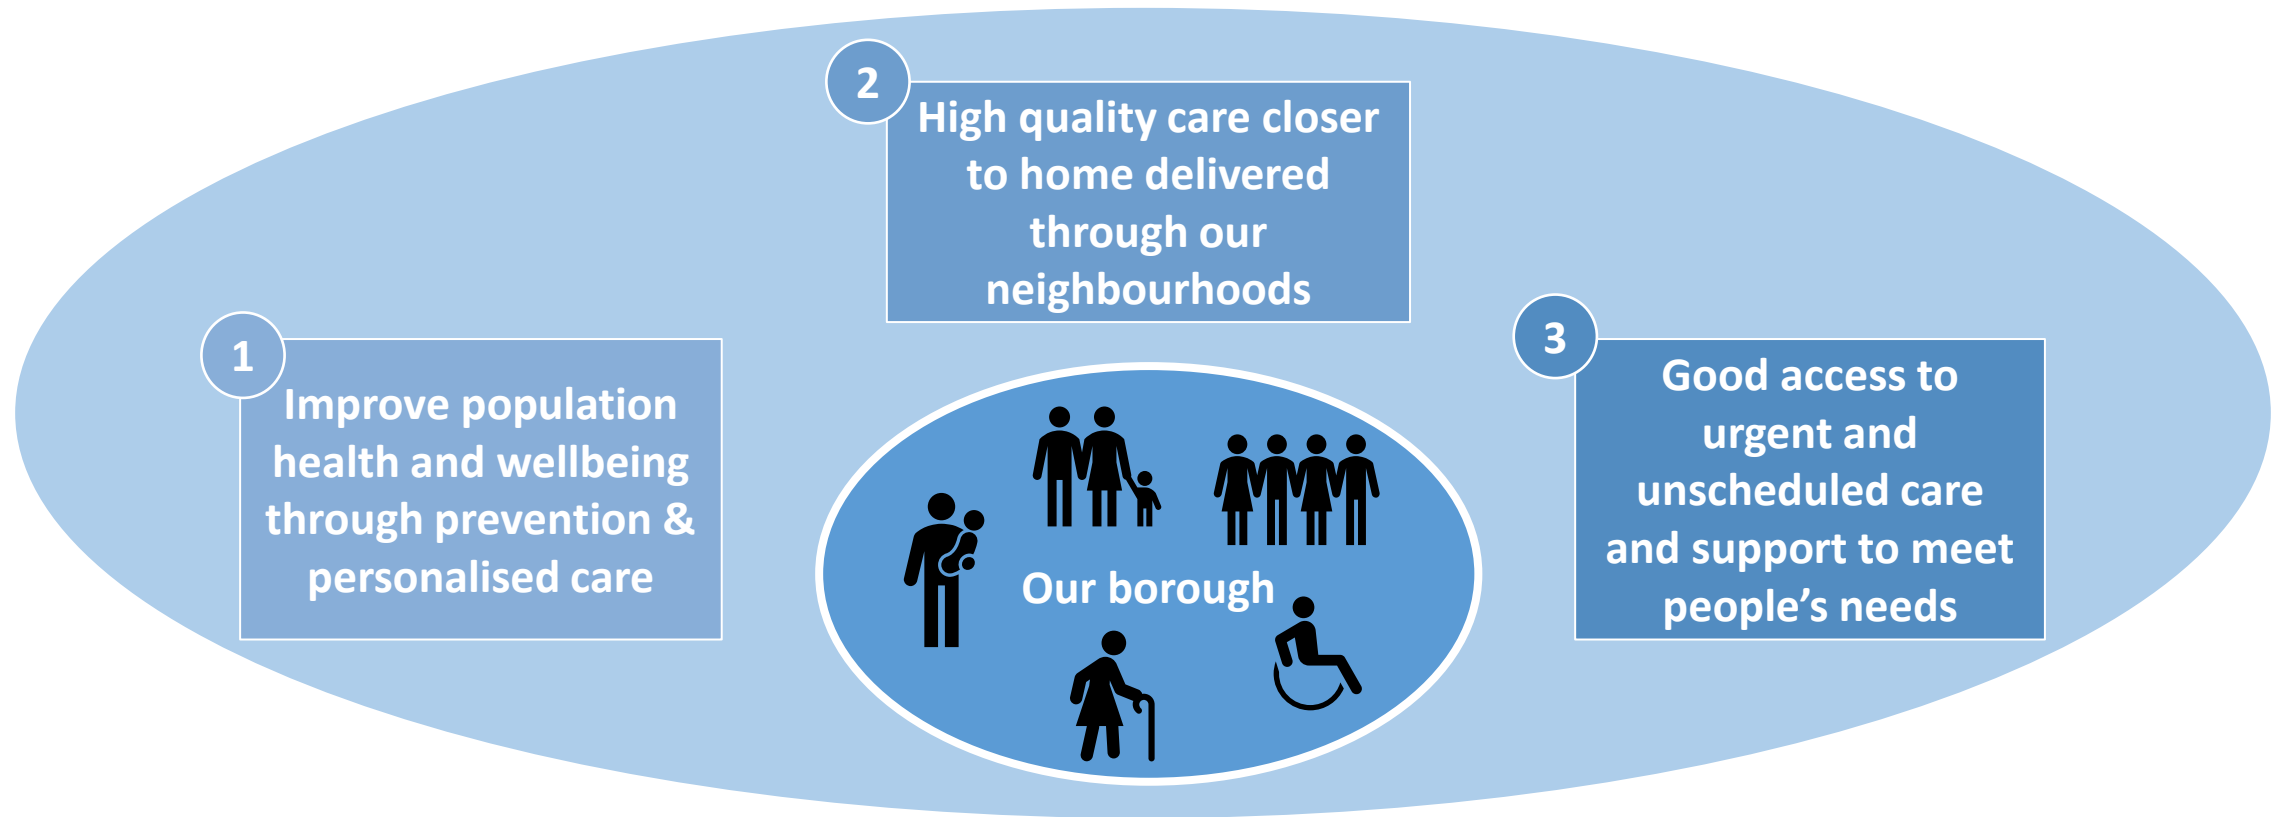 1
Improve population
health and wellbeing
through prevention &
personalised care
2
High quality care closer
to home delivered
through our
neighbourhoods
3
Good access to
urgent and
unscheduled care
and support to meet
people’s needs
Our borough